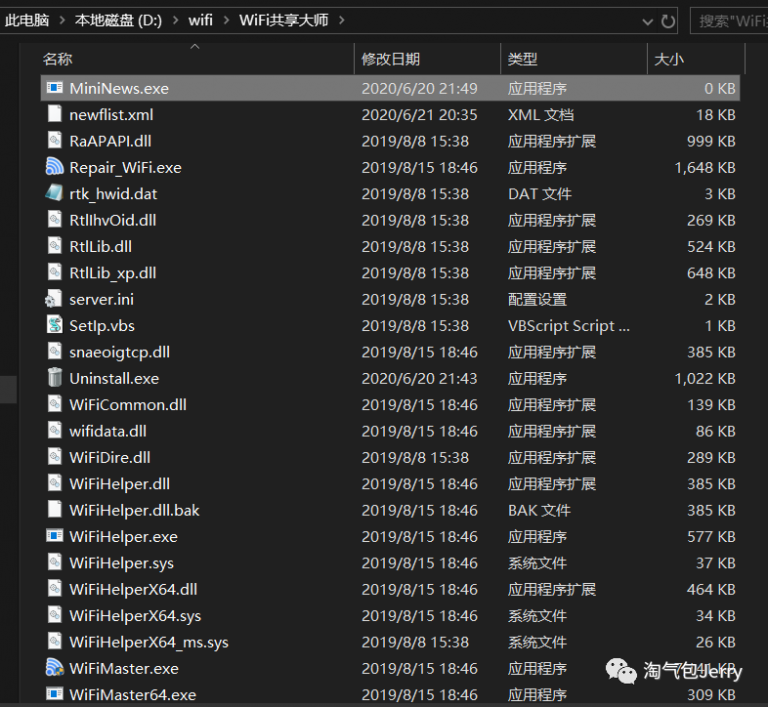 此电脑 > 本地磁盘 (D:) > wifi > WiFi共享大师 > 搜索"WiFi
名称 修改日期 类型 大小
MiniNews.exe 2020/6/20 21:49 应用程序 0 KB
newflist.xml 2020/6/21 20:35 XML 文档 18 KB
RaAPAPI.dll 2019/8/8 15:38 应用程序扩展 999 KB
Repair_WiFi.exe 2019/8/15 18:46 应用程序 1,648 KB
rtk_hwid.dat 2019/8/8 15:38 DAT 文件 3 KB
RtlIhvOid.dll 2019/8/8 15:38 应用程序扩展 269 KB
RtlLib.dll 2019/8/8 15:38 应用程序扩展 524 KB
RtlLib_xp.dll 2019/8/8 15:38 应用程序扩展 648 KB
server.ini 2019/8/8 15:38 配置设置 2 KB
SetIp.vbs 2019/8/8 15:38 VBScript Script ... 1 KB
snaeoigtcp.dll 2019/8/15 18:46 应用程序扩展 385 KB
Uninstall.exe 2020/6/20 21:43 应用程序 1,022 KB
WiFiCommon.dll 2019/8/15 18:46 应用程序扩展 139 KB
wifidata.dll 2019/8/15 18:46 应用程序扩展 86 KB
WiFiDire.dll 2019/8/8 15:38 应用程序扩展 289 KB
WiFiHelper.dll 2019/8/15 18:46 应用程序扩展 385 KB
WiFiHelper.dll.bak 2019/8/15 18:46 BAK 文件 385 KB
WiFiHelper.exe 2019/8/15 18:46 应用程序 577 KB
WiFiHelper.sys 2019/8/15 18:46 系统文件 37 KB
WiFiHelperX64.dll 2019/8/15 18:46 应用程序扩展 464 KB
WiFiHelperX64.sys 2019/8/15 18:46 系统文件 34 KB
WiFiHelperX64_ms.sys 2019/8/8 15:38 系统文件 26 KB
WiFiMaster.exe 2019/8/15 18:46 应用程序 KB
淘气包Jerry
WiFiMaster64.exe 2019/8/15 18:46 应用程序 309 KB